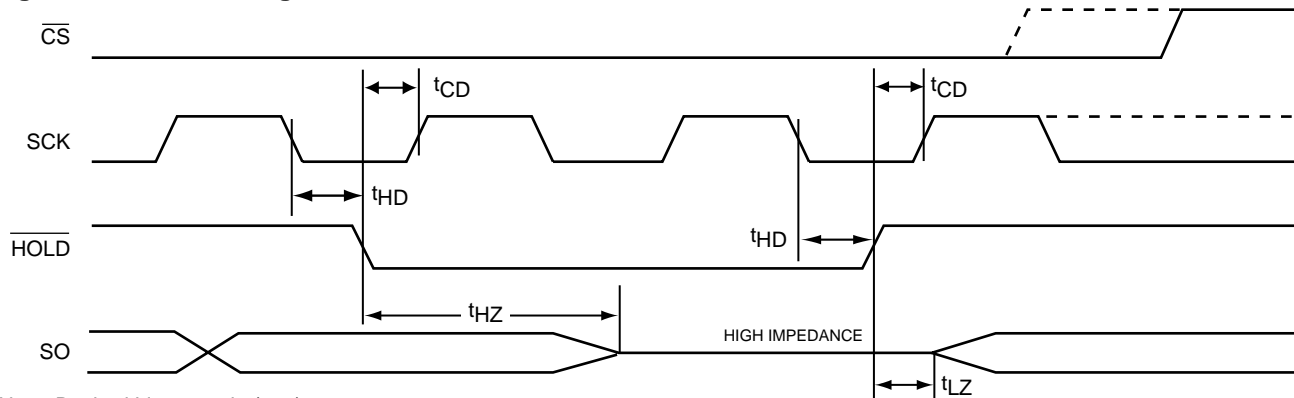 CS
tCD
tCD
SCK
tHD
HOLD
tHD
tHZ
HIGH IMPEDANCE
SO
tLZ